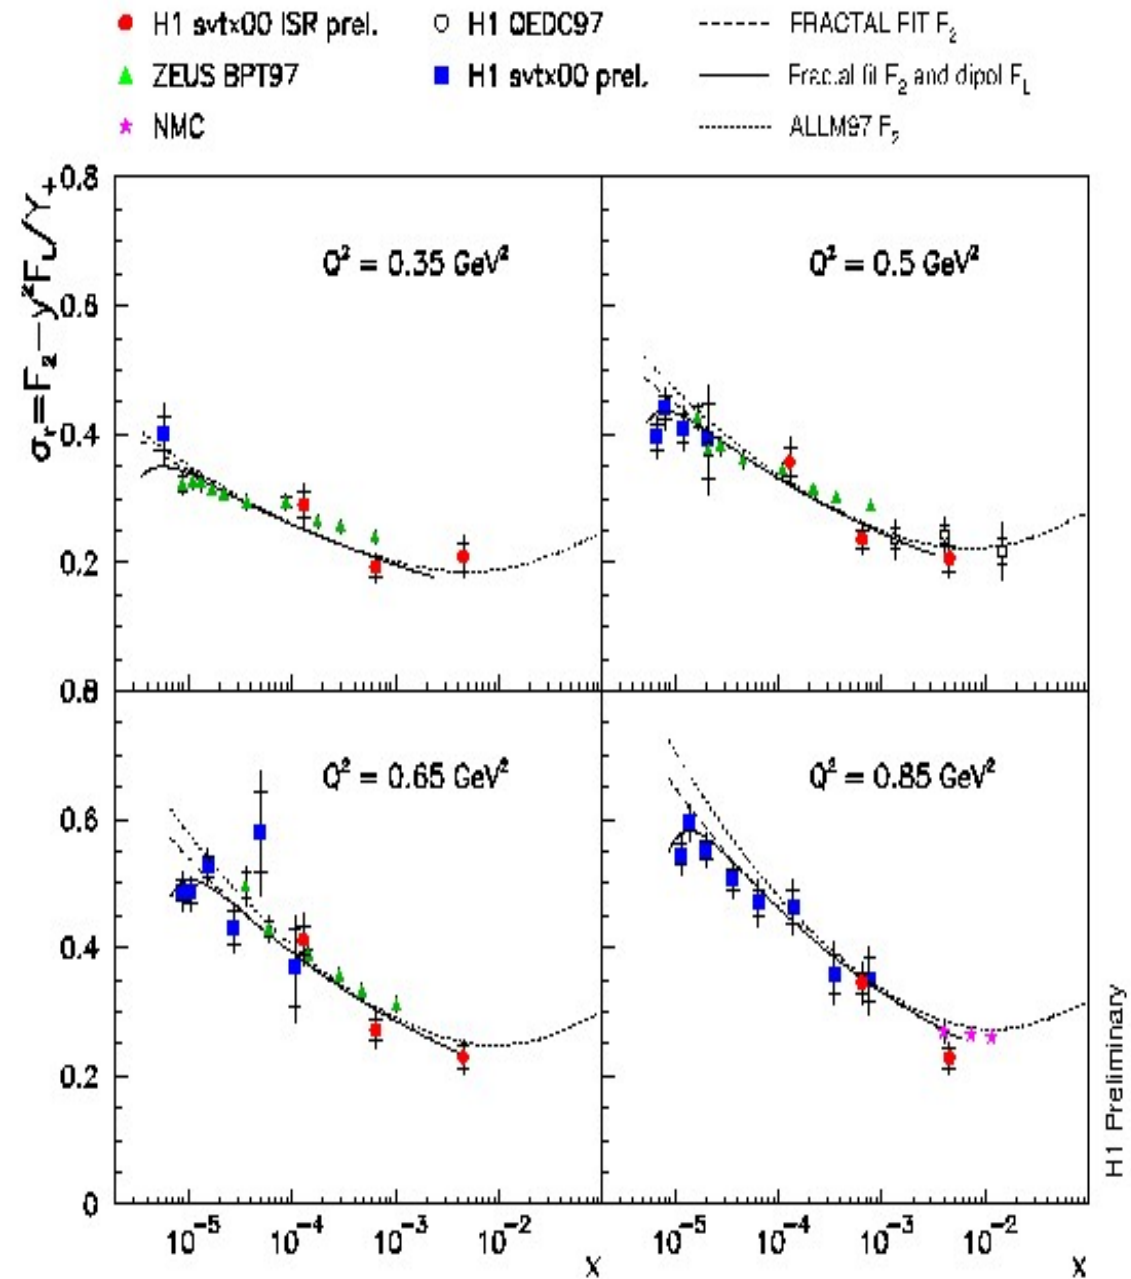 H1 svtx00 ISR prel.
H1 QEDC97
FRACTAL FIT F₂
ZEUS BPT97
H1 svtx00 prel.
Fractal fit F₂ and dipol F_L
NMC
ALLM97 F₂
σᵣ=F₂−y²F_L/Y₊
0.8
Q² = 0.35 GeV²
Q² = 0.5 GeV²
0.6
0.4
0.2
0.8
Q² = 0.65 GeV²
Q² = 0.85 GeV²
0.6
0.4
0.2
0
10⁻⁵ 10⁻⁴ 10⁻³ 10⁻²
10⁻⁵ 10⁻⁴ 10⁻³ 10⁻²
X
X
H1 Preliminary